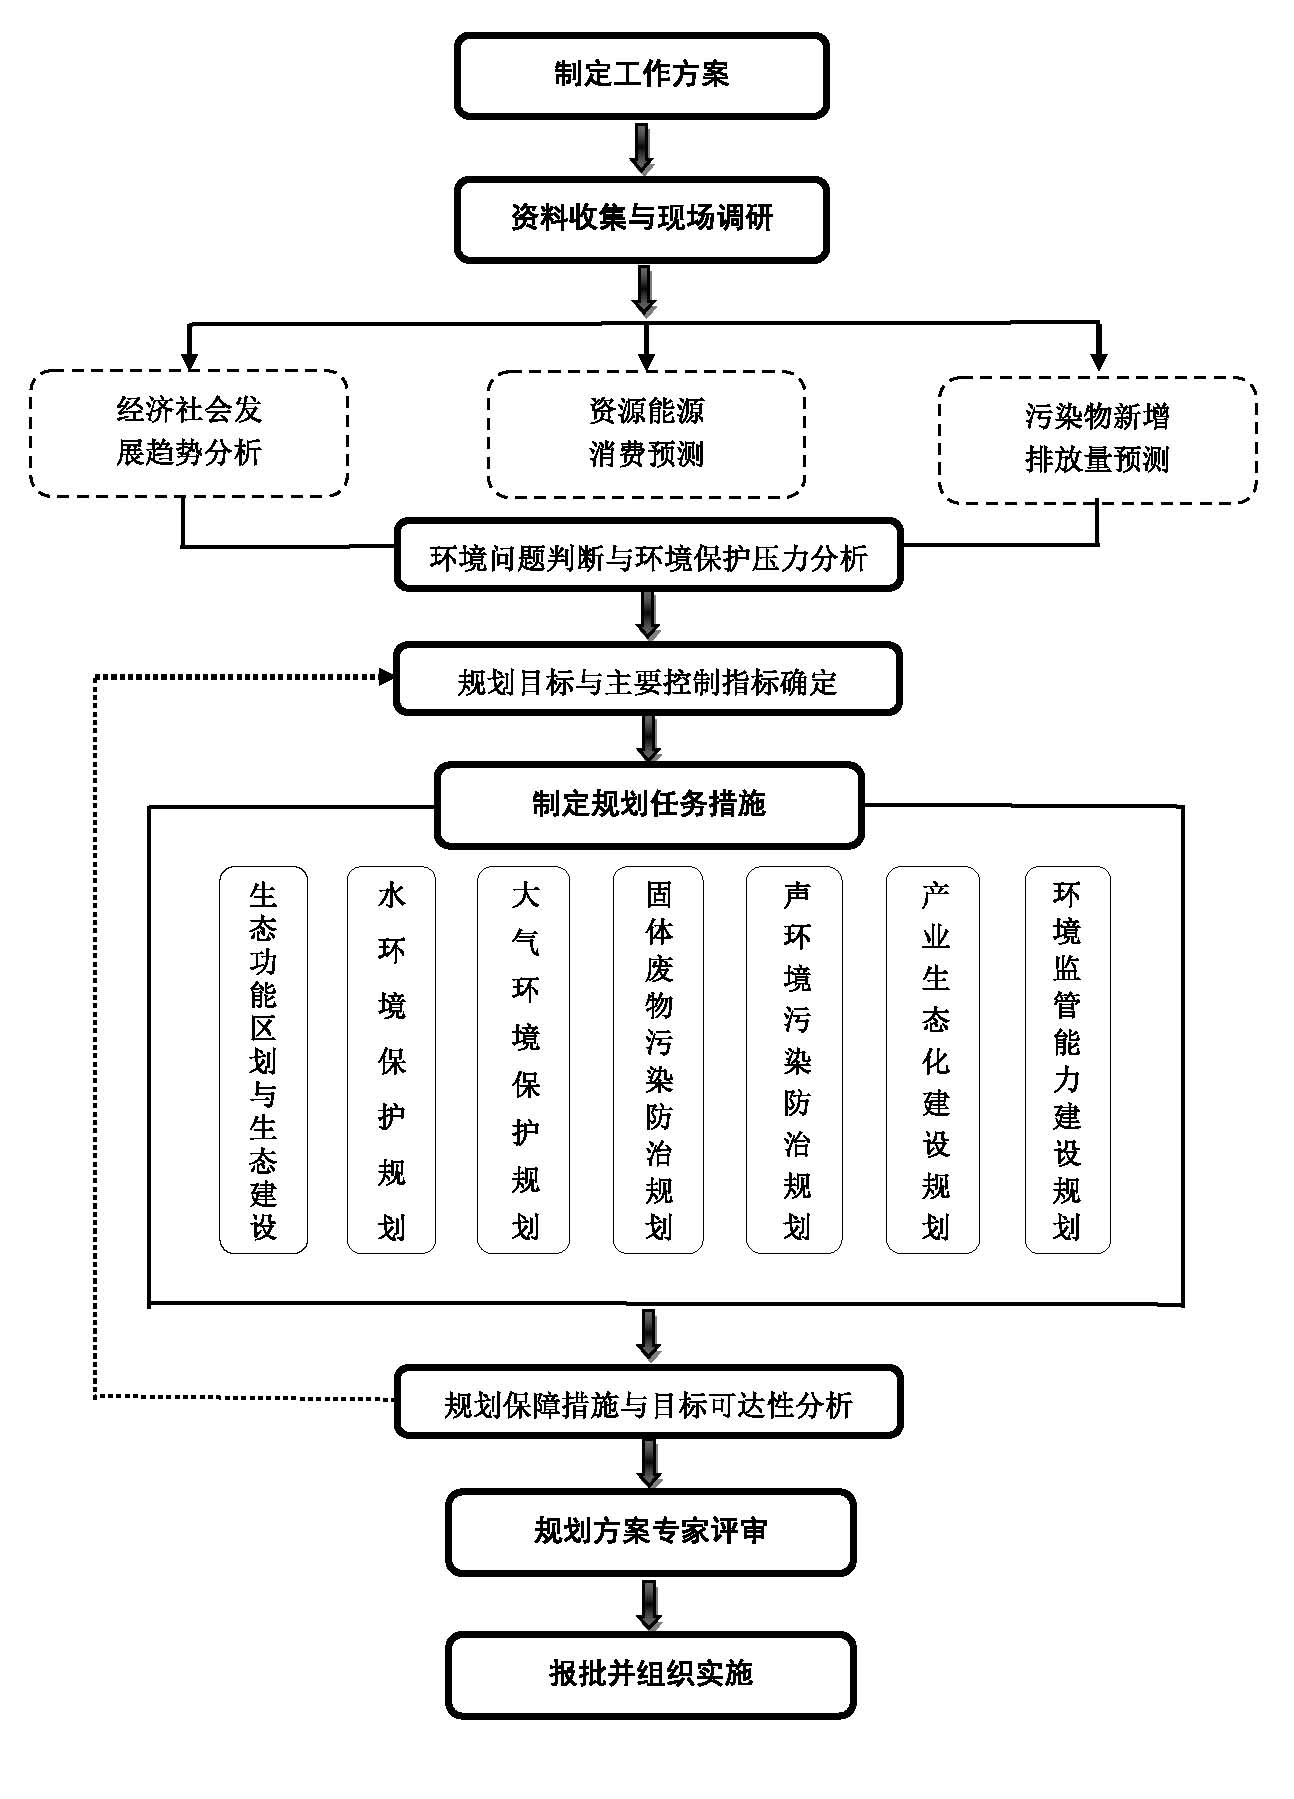 制定工作方案
资料收集与现场调研
经济社会发
展趋势分析
资源能源
消费预测
污染物新增
排放量预测
环境问题判断与环境保护压力分析
规划目标与主要控制指标确定
制定规划任务措施
生态功能区划与生态建设
水环境保护规划
大气环境保护规划
固体废物污染防治规划
声环境污染防治规划
产业生态化建设规划
环境监管能力建设规划
规划保障措施与目标可达性分析
规划方案专家评审
报批并组织实施